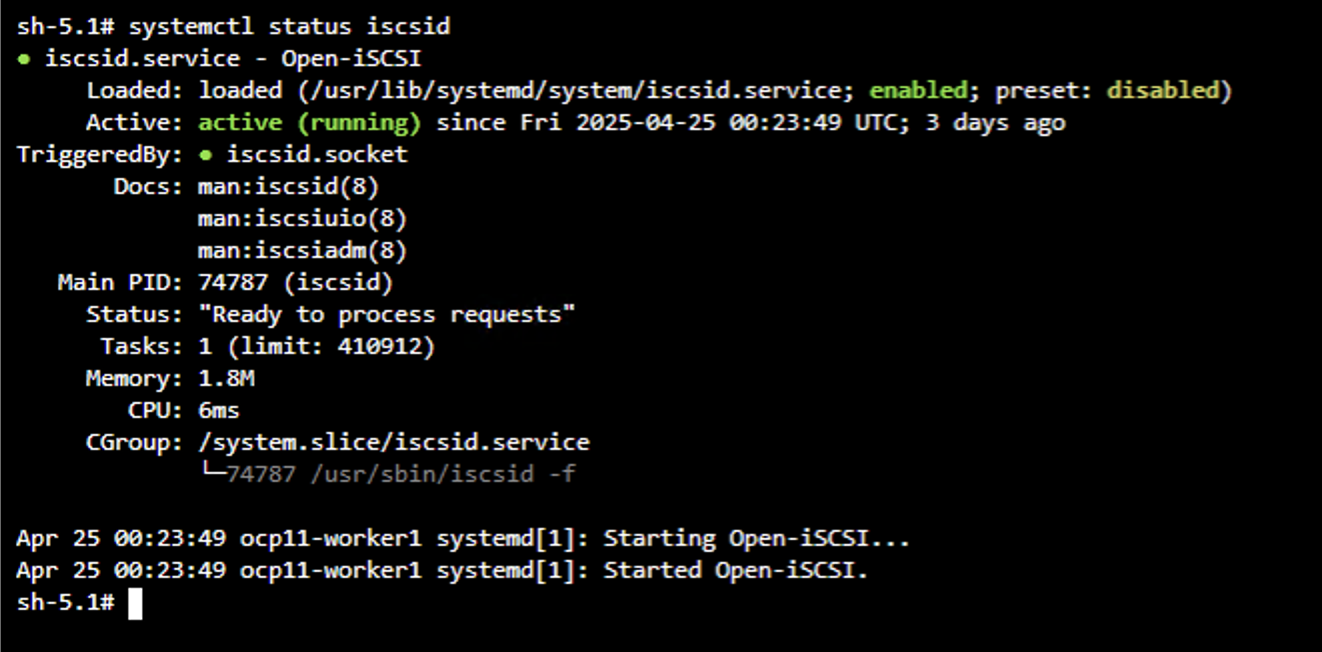 sh-5.1# systemctl status iscsid
● iscsid.service - Open-iSCSI
     Loaded: loaded (/usr/lib/systemd/system/iscsid.service; enabled; preset: disabled)
     Active: active (running) since Fri 2025-04-25 00:23:49 UTC; 3 days ago
TriggeredBy: ● iscsid.socket
       Docs: man:iscsid(8)
             man:iscsiuio(8)
             man:iscsiadm(8)
   Main PID: 74787 (iscsid)
     Status: "Ready to process requests"
      Tasks: 1 (limit: 410912)
     Memory: 1.8M
        CPU: 6ms
     CGroup: /system.slice/iscsid.service
             └─74787 /usr/sbin/iscsid -f
Apr 25 00:23:49 ocp11-worker1 systemd[1]: Starting Open-iSCSI...
Apr 25 00:23:49 ocp11-worker1 systemd[1]: Started Open-iSCSI.
sh-5.1#